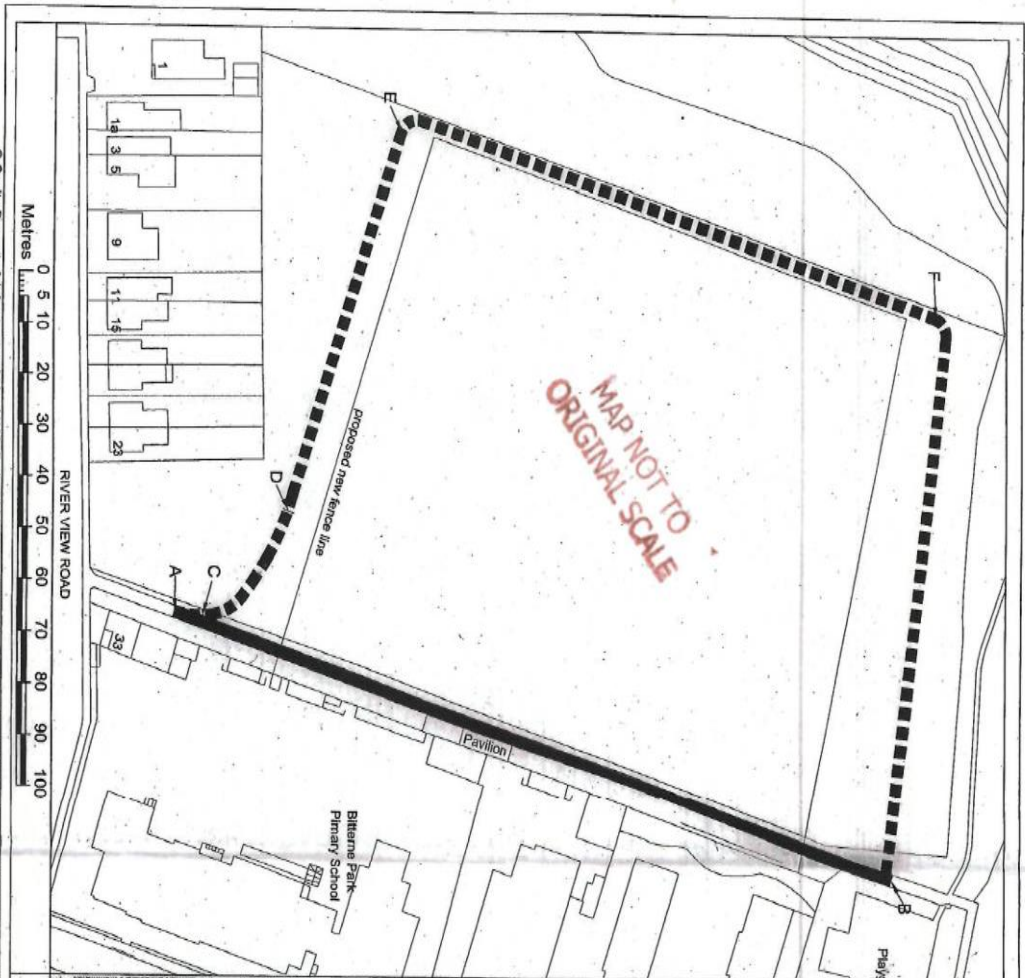 1
1a
3
5
9
11
15
23
33
E
F
D
C
A
B
proposed new fence line
MAP NOT TO
ORIGINAL SCALE
Pavilion
Bitterne Park
Pimary School
RIVER VIEW ROAD
Metres 0 5 10 20 30 40 50 60 70 80 90 100